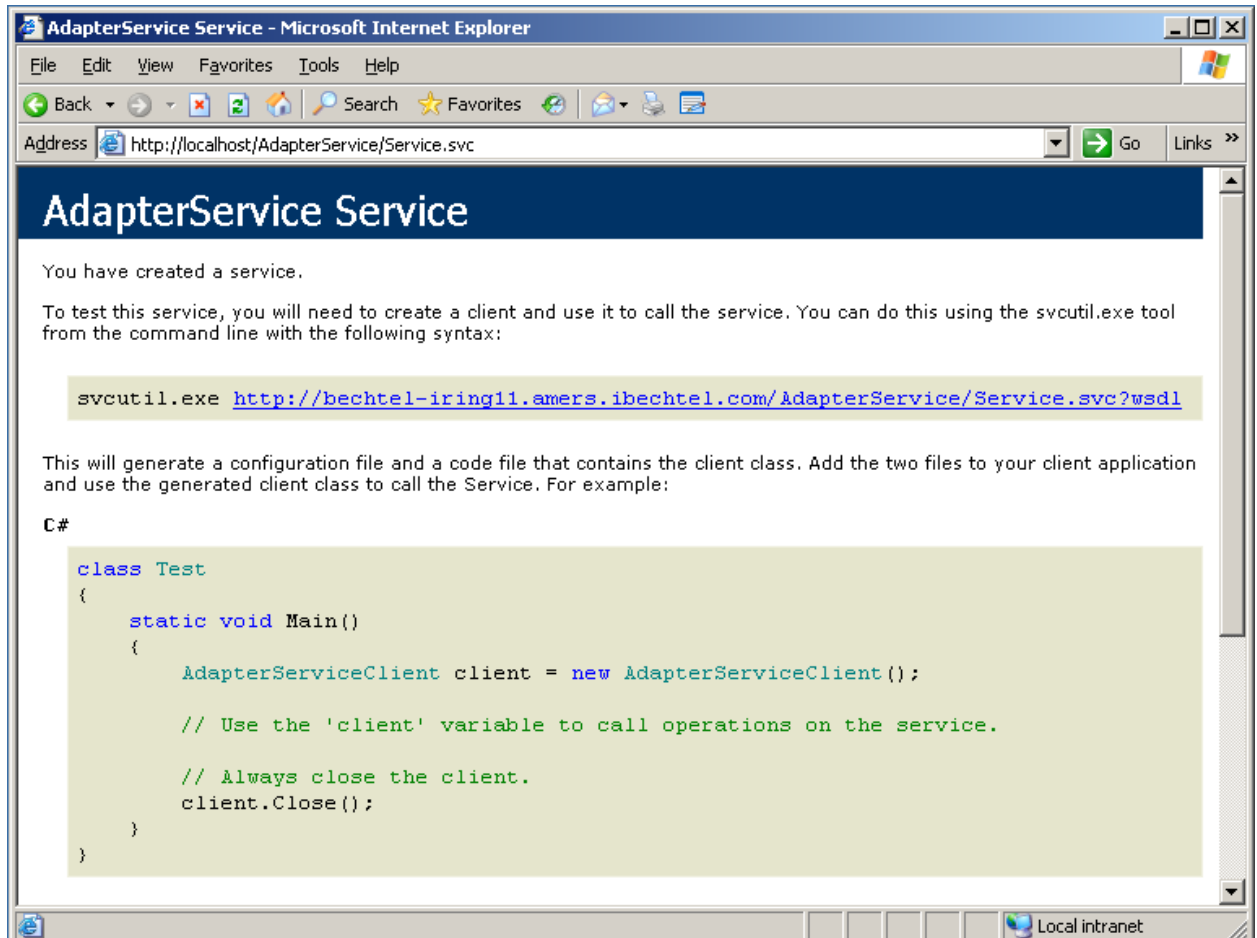 AdapterService Service - Microsoft Internet Explorer
File Edit View Favorites Tools Help
Back Search Favorites
Address http://localhost/AdapterService/Service.svc Go Links »
AdapterService Service
You have created a service.
To test this service, you will need to create a client and use it to call the service. You can do this using the svcutil.exe tool
from the command line with the following syntax:
svcutil.exe http://bechtel-iring11.amers.ibechtel.com/AdapterService/Service.svc?wsdl
This will generate a configuration file and a code file that contains the client class. Add the two files to your client application
and use the generated client class to call the Service. For example:
C#
class Test
{
static void Main()
{
AdapterServiceClient client = new AdapterServiceClient();
// Use the 'client' variable to call operations on the service.
// Always close the client.
client.Close();
}
}
Local intranet